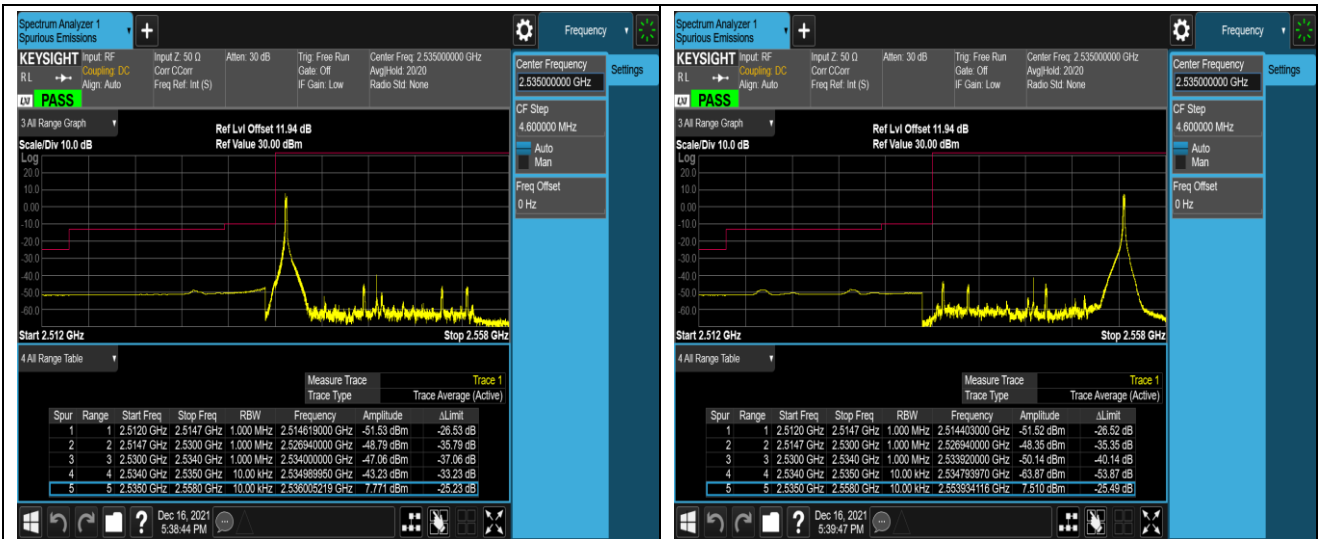 Spectrum Analyzer 1
Spurious Emissions
+
Frequency
KEYSIGHT Input: RF Input Z: 50 Ω Atten: 30 dB Trig: Free Run Center Freq: 2.535000000 GHz
RL Coupling: DC Corr CCorr Gate: Off Avg|Hold: 20/20
Align: Auto Freq Ref: Int (S) IF Gain: Low Radio Std: None
LXI PASS
Center Frequency
2.535000000 GHz
Settings
CF Step
4.600000 MHz
Auto
Man
Freq Offset
0 Hz
3 All Range Graph
Ref Lvl Offset 11.94 dB
Scale/Div 10.0 dB Ref Value 30.00 dBm
Log
20.0
10.0
0.00
-10.0
-20.0
-30.0
-40.0
-50.0
-60.0
Start 2.512 GHz Stop 2.558 GHz
4 All Range Table
Measure Trace Trace 1
Trace Type Trace Average (Active)
Spur Range Start Freq Stop Freq RBW Frequency Amplitude ΔLimit
1 1 2.5120 GHz 2.5147 GHz 1.000 MHz 2.514619000 GHz -51.53 dBm -26.53 dB
2 2 2.5147 GHz 2.5300 GHz 1.000 MHz 2.526940000 GHz -48.79 dBm -35.79 dB
3 3 2.5300 GHz 2.5340 GHz 1.000 MHz 2.534000000 GHz -47.06 dBm -37.06 dB
4 4 2.5340 GHz 2.5350 GHz 10.00 kHz 2.534989950 GHz -43.23 dBm -33.23 dB
5 5 2.5350 GHz 2.5580 GHz 10.00 kHz 2.536005219 GHz 7.771 dBm -25.23 dB
? Dec 16, 2021
5:38:44 PM
Spectrum Analyzer 1
Spurious Emissions
+
Frequency
KEYSIGHT Input: RF Input Z: 50 Ω Atten: 30 dB Trig: Free Run Center Freq: 2.535000000 GHz
RL Coupling: DC Corr CCorr Gate: Off Avg|Hold: 20/20
Align: Auto Freq Ref: Int (S) IF Gain: Low Radio Std: None
LXI PASS
Center Frequency
2.535000000 GHz
Settings
CF Step
4.600000 MHz
Auto
Man
Freq Offset
0 Hz
3 All Range Graph
Ref Lvl Offset 11.94 dB
Scale/Div 10.0 dB Ref Value 30.00 dBm
Log
20.0
10.0
0.00
-10.0
-20.0
-30.0
-40.0
-50.0
-60.0
Start 2.512 GHz Stop 2.558 GHz
4 All Range Table
Measure Trace Trace 1
Trace Type Trace Average (Active)
Spur Range Start Freq Stop Freq RBW Frequency Amplitude ΔLimit
1 1 2.5120 GHz 2.5147 GHz 1.000 MHz 2.514403000 GHz -51.52 dBm -26.52 dB
2 2 2.5147 GHz 2.5300 GHz 1.000 MHz 2.526940000 GHz -48.35 dBm -35.35 dB
3 3 2.5300 GHz 2.5340 GHz 1.000 MHz 2.533920000 GHz -50.14 dBm -40.14 dB
4 4 2.5340 GHz 2.5350 GHz 10.00 kHz 2.534793970 GHz -63.87 dBm -53.87 dB
5 5 2.5350 GHz 2.5580 GHz 10.00 kHz 2.553934116 GHz 7.510 dBm -25.49 dB
? Dec 16, 2021
5:39:47 PM